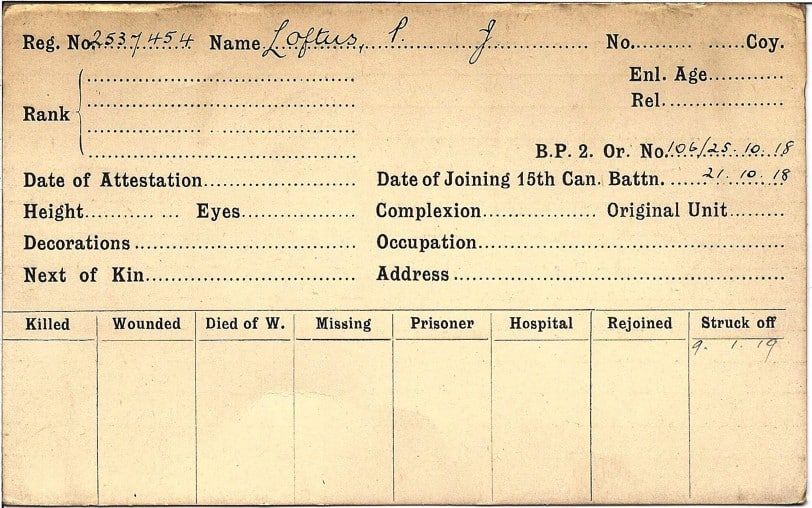 Reg. No. 2537454 Name Loftus, P. J No. Coy.
Enl. Age
Rel.
Rank
B.P. 2. Or. No. 106/25.10.18
Date of Attestation Date of Joining 15th Can. Battn. 21.10.18
Height Eyes Complexion Original Unit
Decorations Occupation
Next of Kin Address
Killed Wounded Died of W. Missing Prisoner Hospital Rejoined Struck off
9. 1. 19